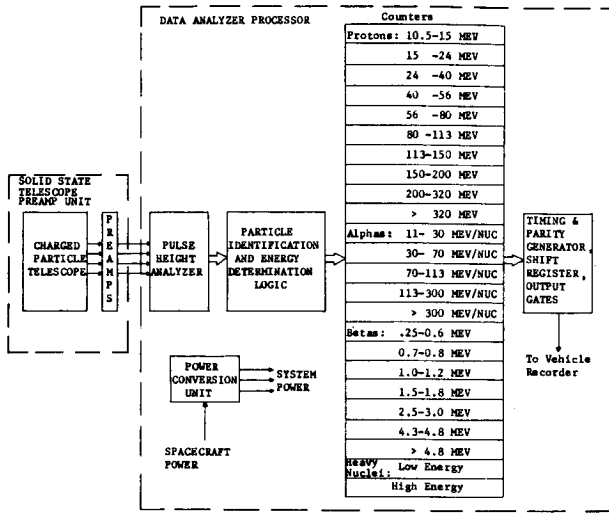 DATA ANALYZER PROCESSOR
Counters
Protons: 10.5-15 MEV
15 -24 MEV
24 -40 MEV
40 -56 MEV
56 -80 MEV
80 -113 MEV
113-150 MEV
150-200 MEV
200-320 MEV
> 320 MEV
Alphas: 11- 30 MEV/NUC
30- 70 MEV/NUC
70-113 MEV/NUC
113-300 MEV/NUC
> 300 MEV/NUC
Betas: .25-0.6 MEV
0.7-0.8 MEV
1.0-1.2 MEV
1.5-1.8 MEV
2.5-3.0 MEV
4.3-4.8 MEV
> 4.8 MEV
Heavy
Nuclei: Low Energy
High Energy
SOLID STATE
TELESCOPE
PREAMP UNIT
CHARGED
PARTICLE
TELESCOPE
PREAMPS
PULSE
HEIGHT
ANALYZER
PARTICLE
IDENTIFICATION
AND ENERGY
DETERMINATION
LOGIC
TIMING &
PARITY
GENERATOR,
SHIFT
REGISTER,
OUTPUT
GATES
To Vehicle
Recorder
POWER
CONVERSION
UNIT
SYSTEM
POWER
SPACECRAFT
POWER